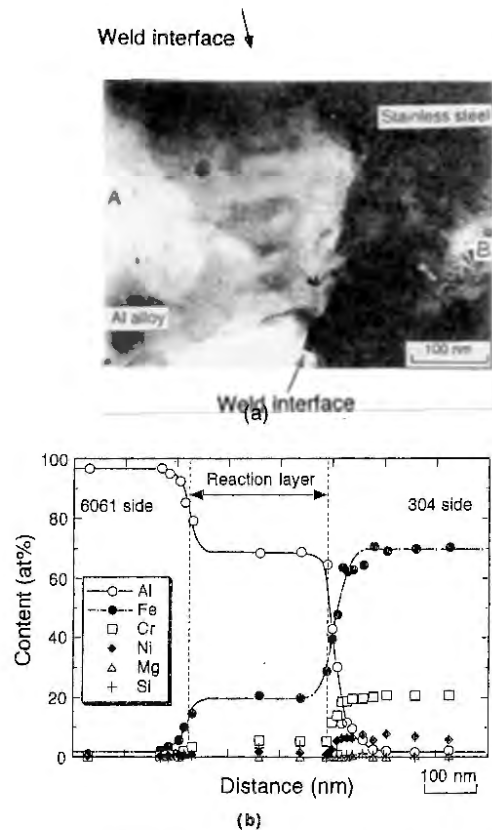 Weld interface
Stainless steel
A
B
Al alloy
100 nm
Weld interface
(a)
100
80
60
40
20
0
Content (at%)
6061 side
Reaction layer
304 side
Al
Fe
Cr
Ni
Mg
Si
Distance (nm)
100 nm
(b)